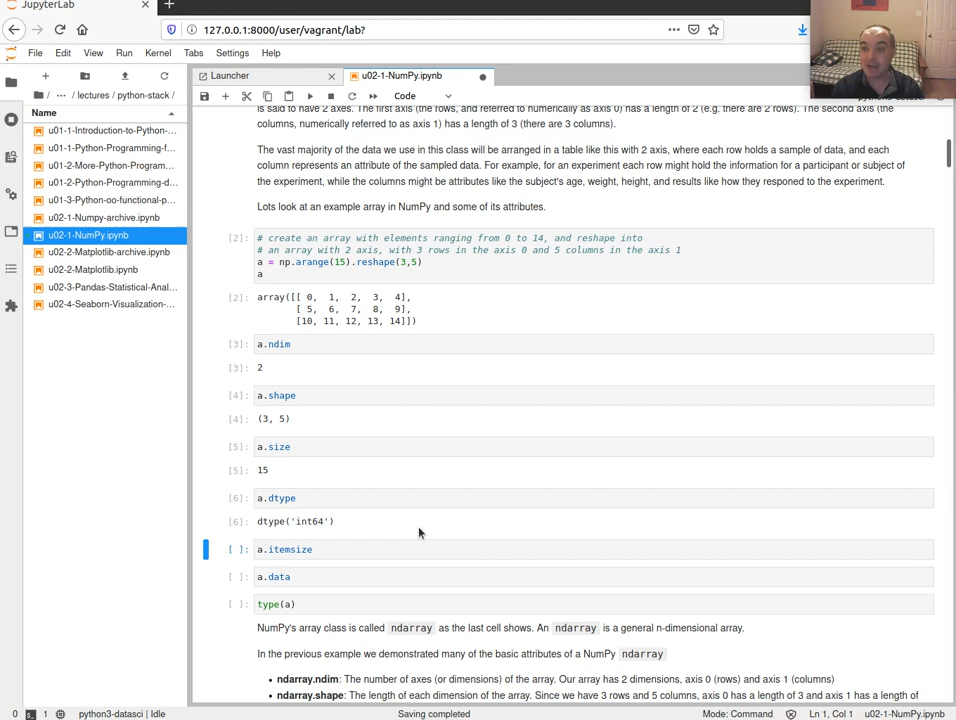 JupyterLab
127.0.0.1:8000/user/vagrant/lab?
File Edit View Run Kernel Tabs Settings Help
Launcher
u02-1-NumPy.ipynb
/ ··· / lectures / python-stack /
Code
Name
u01-1-Introduction-to-Python-...
u01-1-Python-Programming-f...
u01-2-More-Python-Program...
u01-2-Python-Programming-d...
u01-3-Python-oo-functional-p...
u02-1-Numpy-archive.ipynb
u02-1-NumPy.ipynb
u02-2-Matplotlib-archive.ipynb
u02-2-Matplotlib.ipynb
u02-3-Pandas-Statistical-Anal...
u02-4-Seaborn-Visualization-...
is said to have 2 axes. The first axis (the rows, and referred to numerically as axis 0) has a length of 2 (e.g. there are 2 rows). The second axis (the
columns, numerically referred to as axis 1) has a length of 3 (there are 3 columns).
The vast majority of the data we use in this class will be arranged in a table like this with 2 axis, where each row holds a sample of data, and each
column represents an attribute of the sampled data. For example, for an experiment each row might hold the information for a participant or subject of
the experiment, while the columns might be attributes like the subject's age, weight, height, and results like how they responded to the experiment.
Lots look at an example array in NumPy and some of its attributes.
[2]: # create an array with elements ranging from 0 to 14, and reshape into
# an array with 2 axis, with 3 rows in the axis 0 and 5 columns in the axis 1
a = np.arange(15).reshape(3,5)
a
[2]: array([[ 0, 1, 2, 3, 4],
[ 5, 6, 7, 8, 9],
[10, 11, 12, 13, 14]])
[3]: a.ndim
[3]: 2
[4]: a.shape
[4]: (3, 5)
[5]: a.size
[5]: 15
[6]: a.dtype
[6]: dtype('int64')
[ ]: a.itemsize
[ ]: a.data
[ ]: type(a)
NumPy's array class is called ndarray as the last cell shows. An ndarray is a general n-dimensional array.
In the previous example we demonstrated many of the basic attributes of a NumPy ndarray
• ndarray.ndim: The number of axes (or dimensions) of the array. Our array has 2 dimensions, axis 0 (rows) and axis 1 (columns)
• ndarray.shape: The length of each dimension of the array. Since we have 3 rows and 5 columns, axis 0 has a length of 3 and axis 1 has a length of
0 1 python3-datasci | Idle Saving completed Mode: Command Ln 1, Col 1 u02-1-NumPy.ipynb